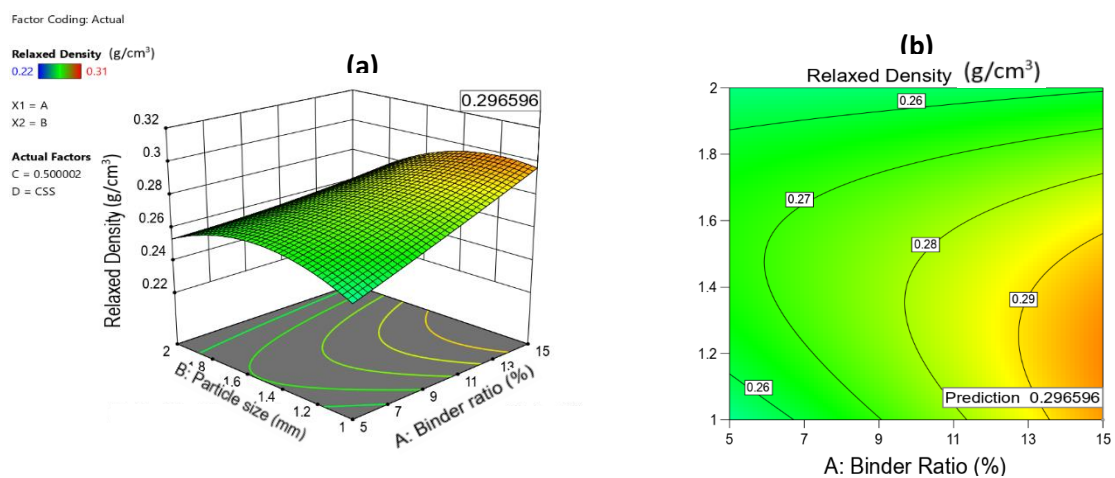 Factor Coding: Actual
Relaxed Density (g/cm³)
0.22 0.31
X1 = A
X2 = B
Actual Factors
C = 0.500002
D = CSS
(a)
0.296596
0.32
0.3
0.28
0.26
0.24
0.22
Relaxed Density (g/cm³)
2
1.6
1.4
1.2
1
B: Particle size (mm)
5
7
9
11
13
15
A: Binder ratio (%)
(b)
Relaxed Density (g/cm³)
2
1.8
1.6
1.4
1.2
1
0.26
0.27
0.28
0.29
0.26
Prediction 0.296596
5 7 9 11 13 15
A: Binder Ratio (%)